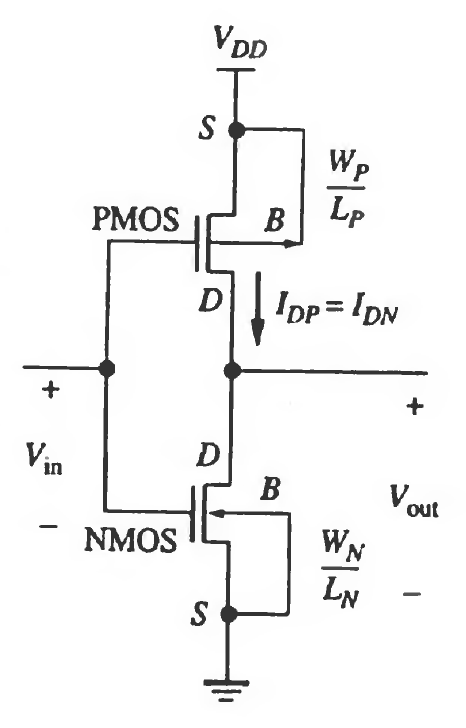 V_DD
S
W_P
L_P
PMOS
B
D
I_DP = I_DN
+
+
V_in
D
B
V_out
–
NMOS
W_N
L_N
–
S